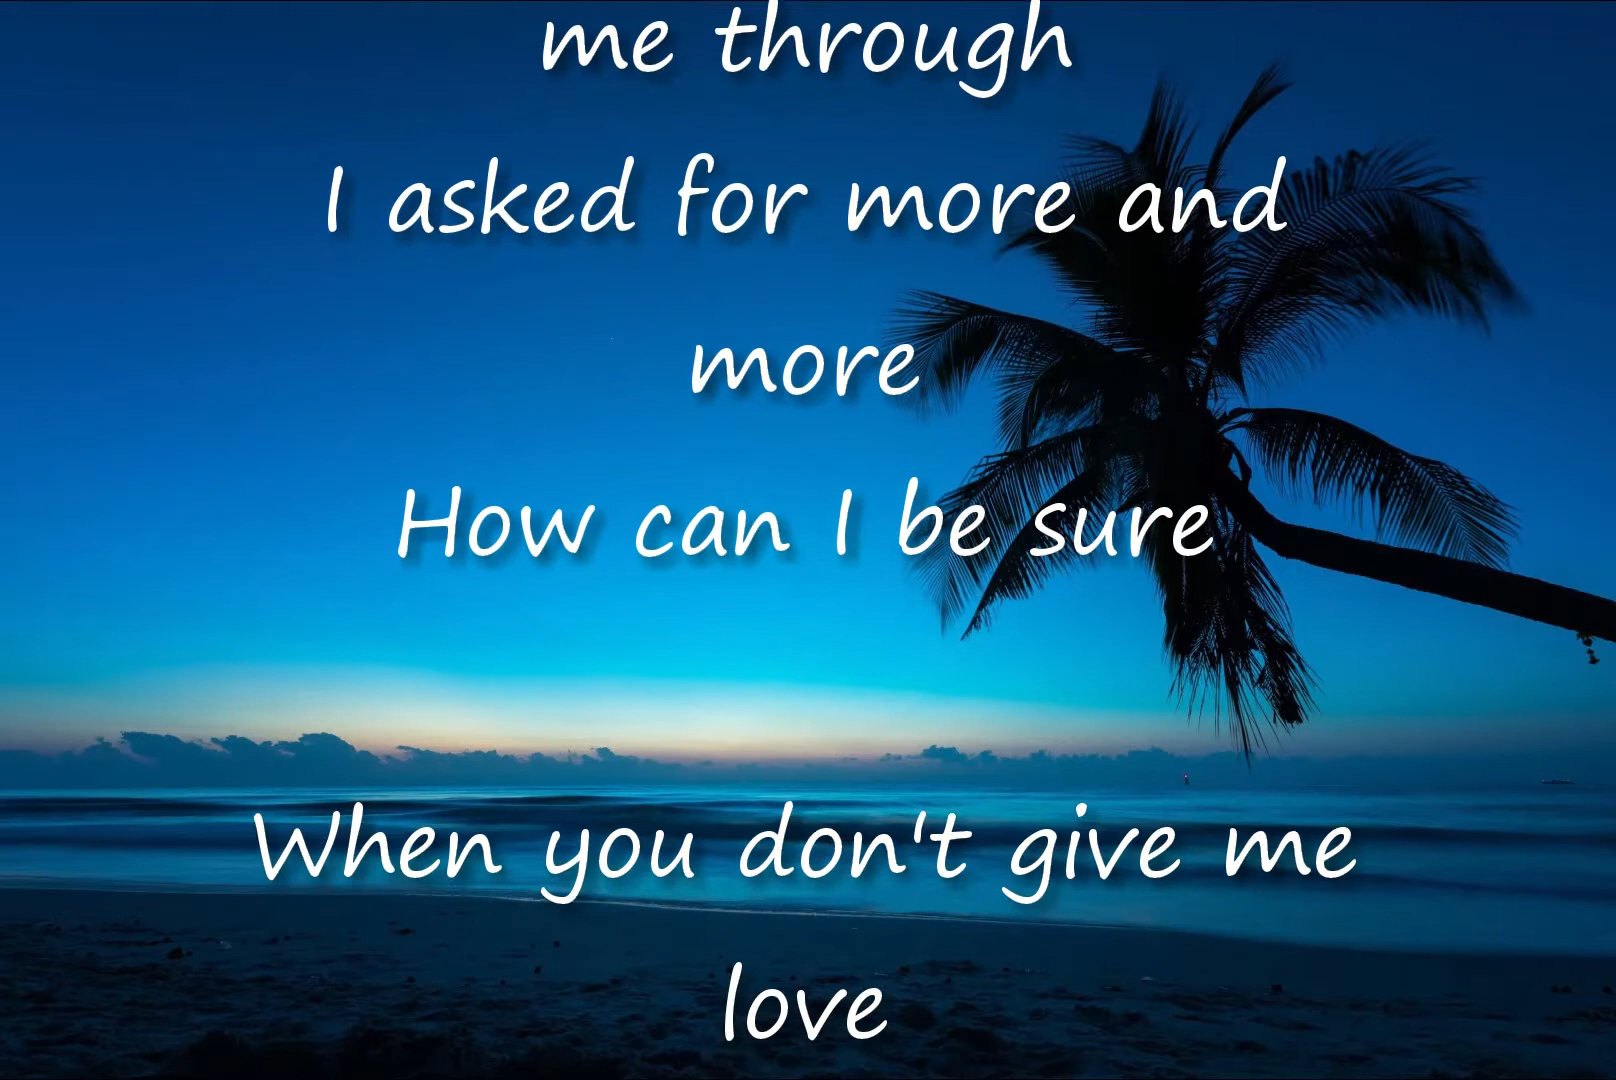 me through
I asked for more and
more
How can I be sure
When you don't give me
love